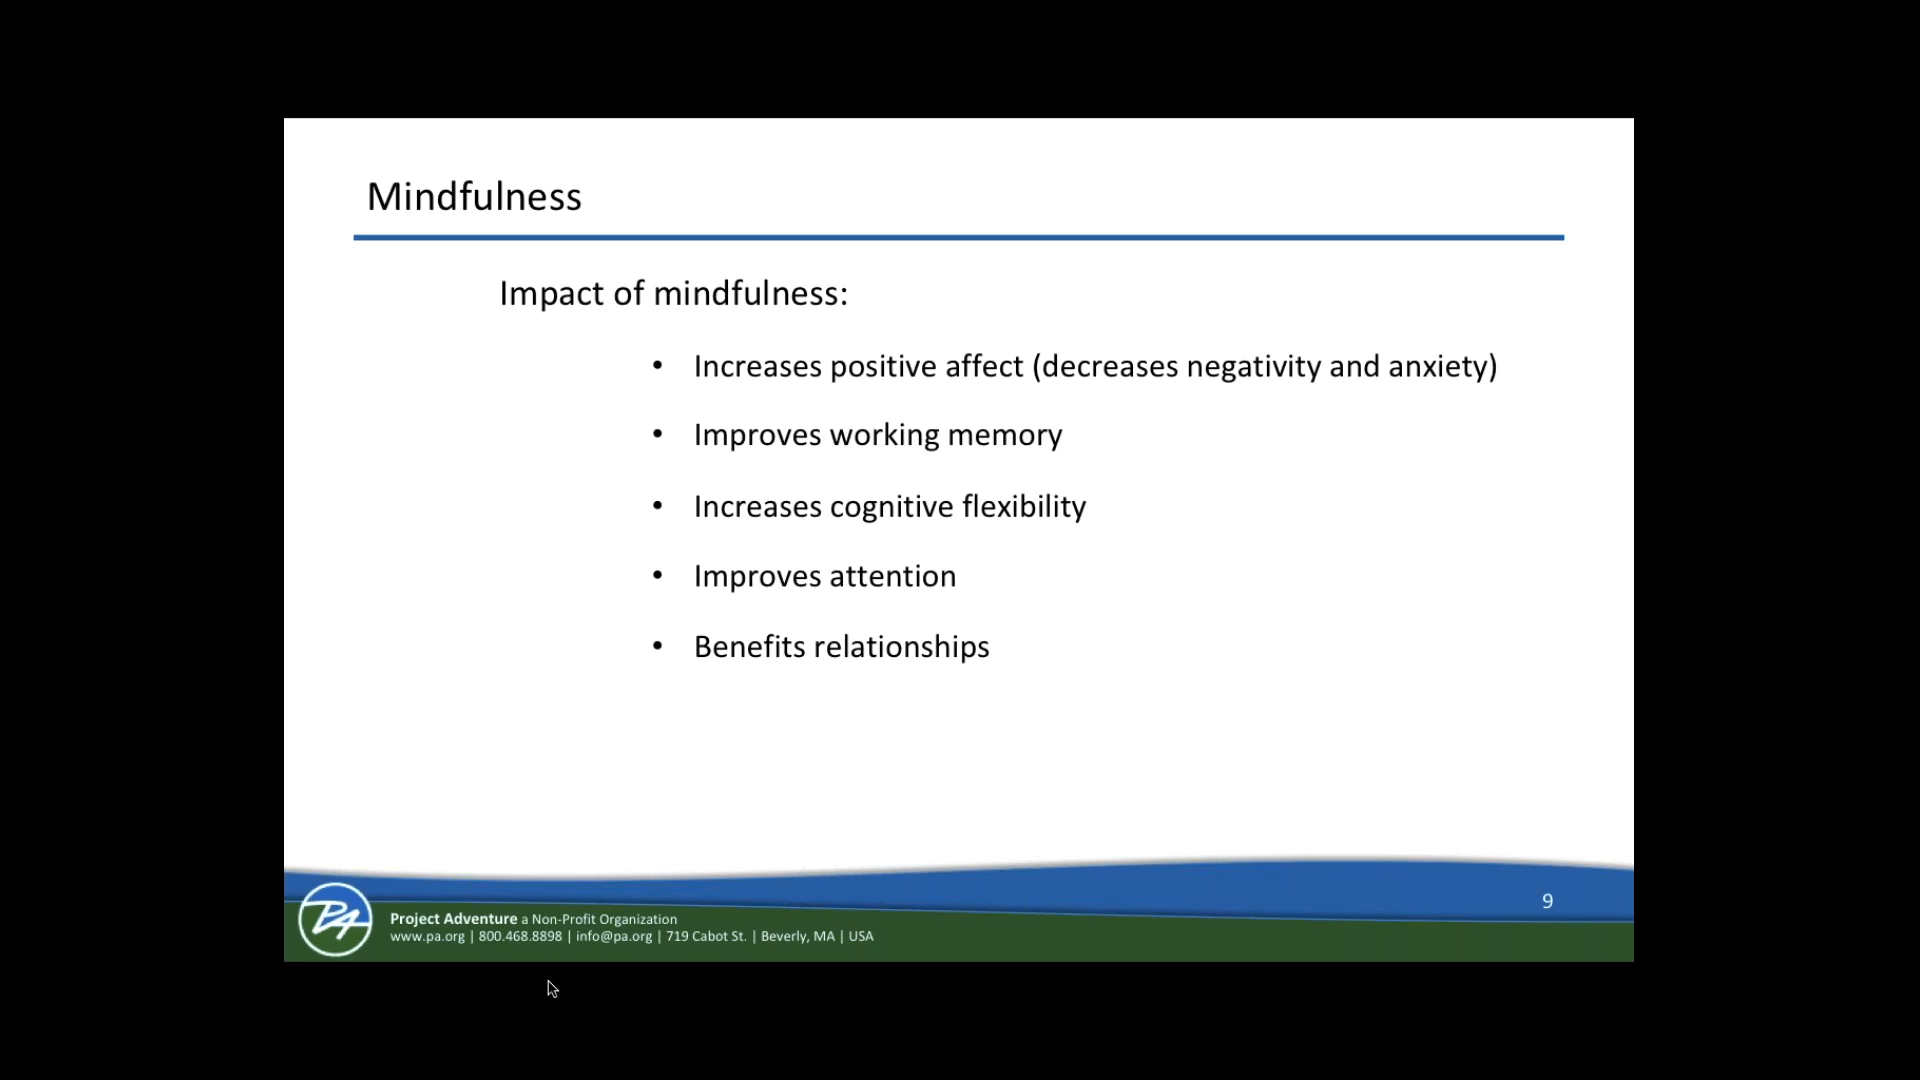 Mindfulness
Impact of mindfulness:
• Increases positive affect (decreases negativity and anxiety)
• Improves working memory
• Increases cognitive flexibility
• Improves attention
• Benefits relationships
9
PA
Project Adventure a Non-Profit Organization
www.pa.org | 800.468.8898 | info@pa.org | 719 Cabot St. | Beverly, MA | USA